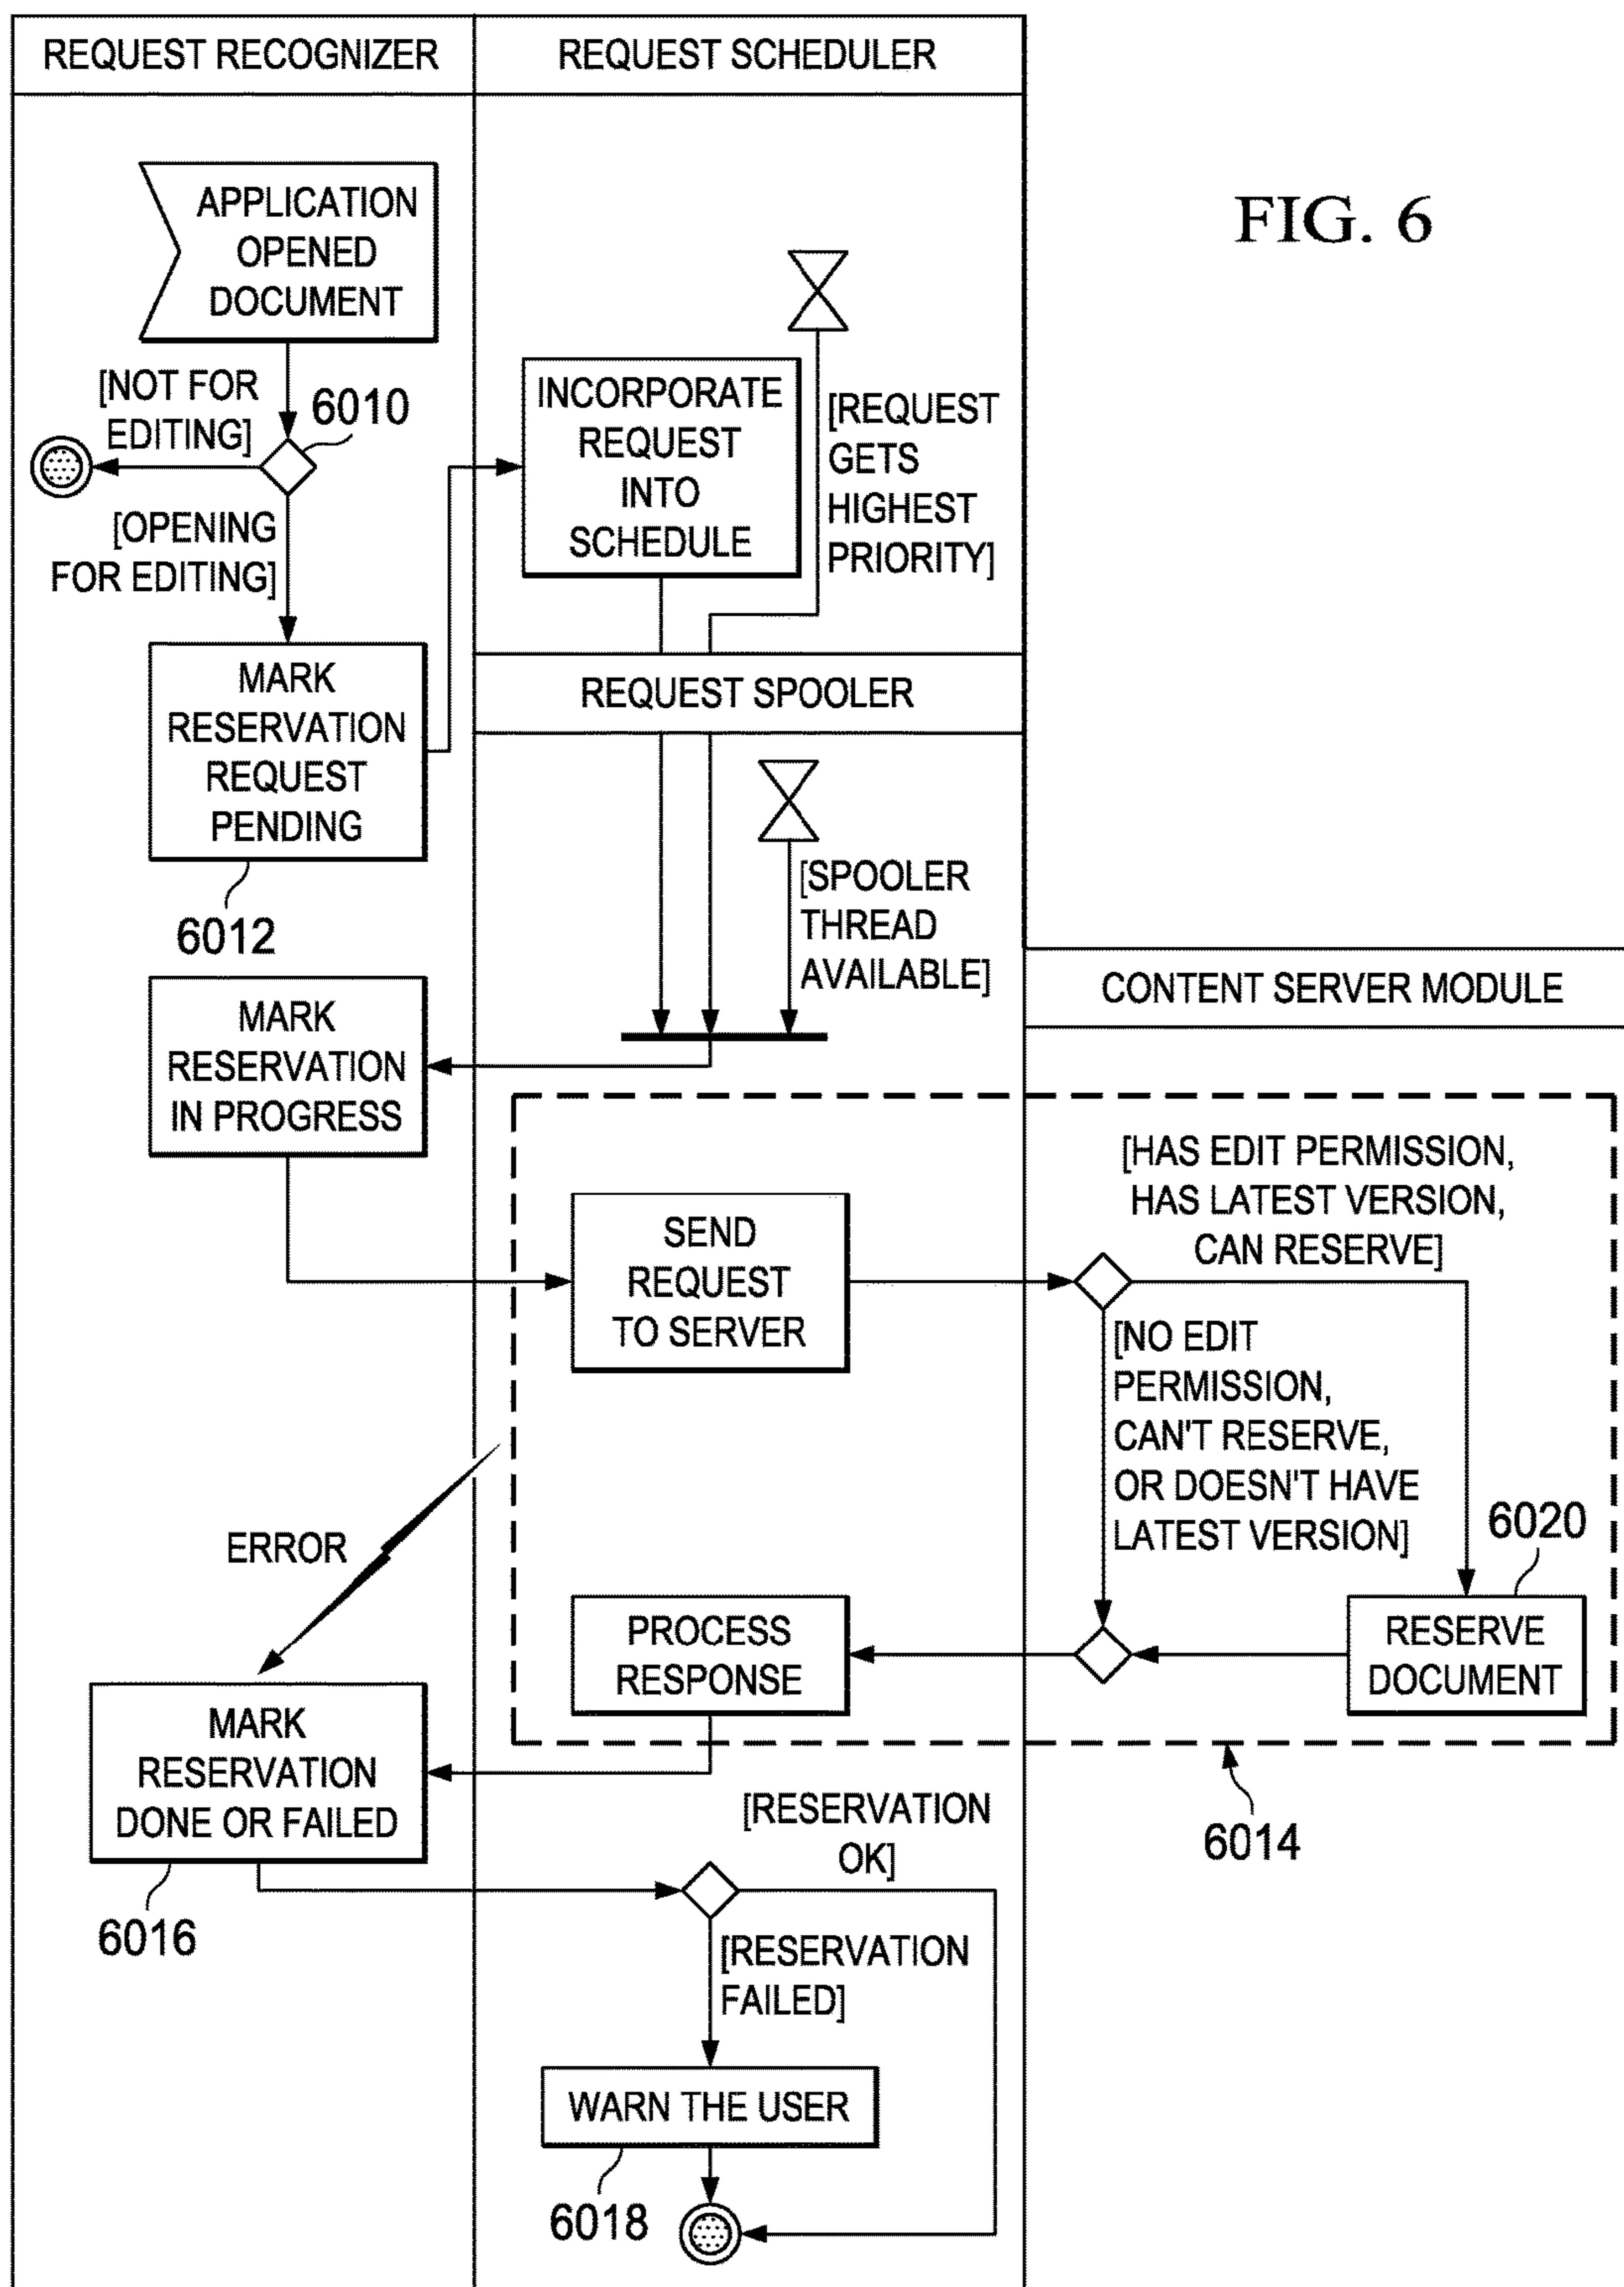 REQUEST RECOGNIZER
REQUEST SCHEDULER
FIG. 6
APPLICATION
OPENED
DOCUMENT
[NOT FOR
EDITING]
6010
[OPENING
FOR EDITING]
INCORPORATE
REQUEST
INTO
SCHEDULE
[REQUEST
GETS
HIGHEST
PRIORITY]
MARK
RESERVATION
REQUEST
PENDING
6012
REQUEST SPOOLER
[SPOOLER
THREAD
AVAILABLE]
CONTENT SERVER MODULE
MARK
RESERVATION
IN PROGRESS
SEND
REQUEST
TO SERVER
[HAS EDIT PERMISSION,
HAS LATEST VERSION,
CAN RESERVE]
[NO EDIT
PERMISSION,
CAN'T RESERVE,
OR DOESN'T HAVE
LATEST VERSION]
6020
ERROR
PROCESS
RESPONSE
RESERVE
DOCUMENT
MARK
RESERVATION
DONE OR FAILED
6016
6014
[RESERVATION
OK]
[RESERVATION
FAILED]
WARN THE USER
6018